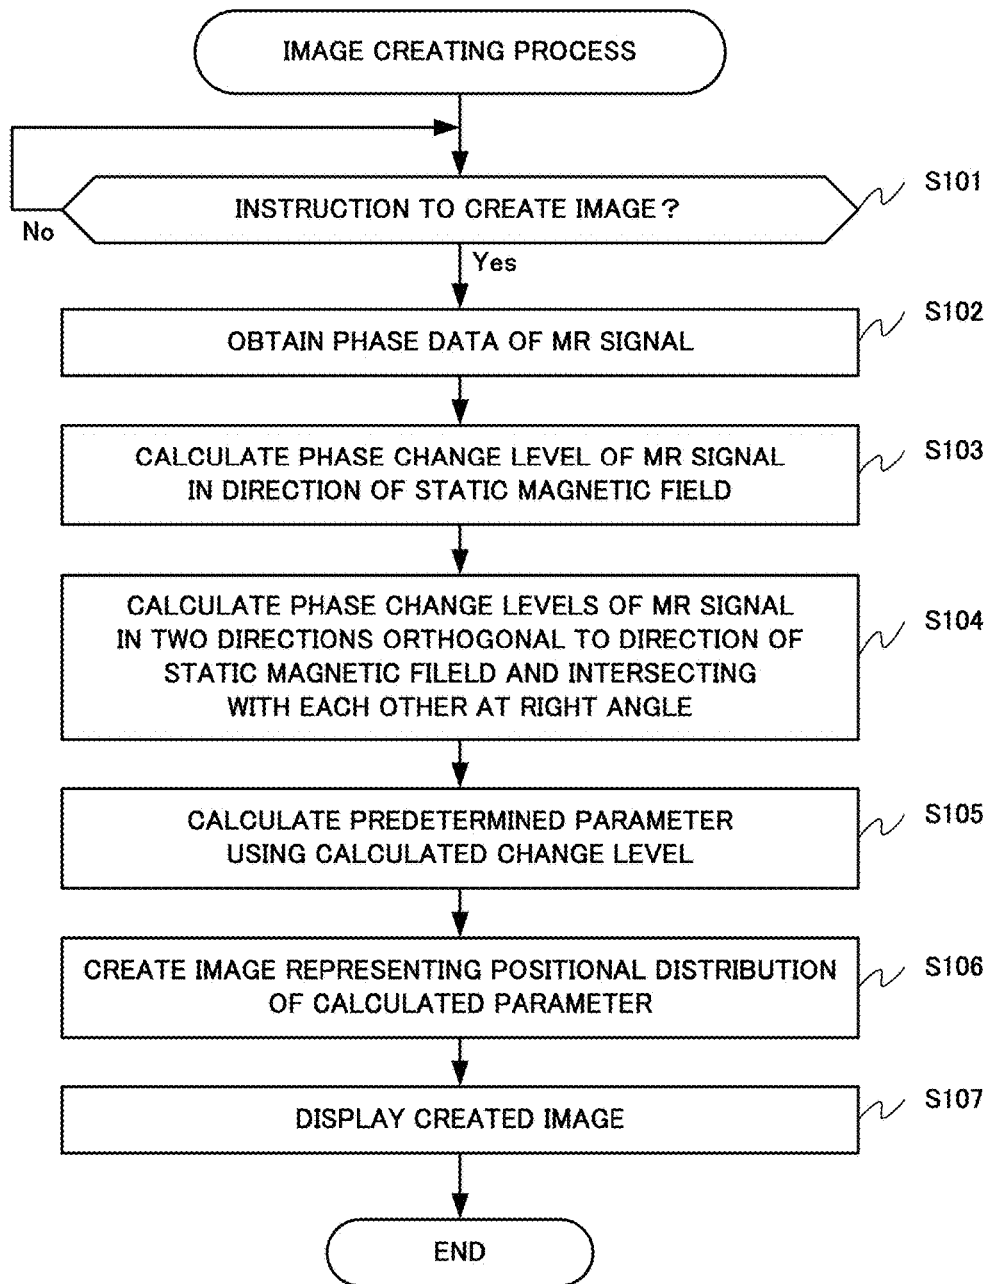 IMAGE CREATING PROCESS
INSTRUCTION TO CREATE IMAGE?
S101
No
Yes
OBTAIN PHASE DATA OF MR SIGNAL
S102
CALCULATE PHASE CHANGE LEVEL OF MR SIGNAL
IN DIRECTION OF STATIC MAGNETIC FIELD
S103
CALCULATE PHASE CHANGE LEVELS OF MR SIGNAL
IN TWO DIRECTIONS ORTHOGONAL TO DIRECTION OF
STATIC MAGNETIC FILELD AND INTERSECTING
WITH EACH OTHER AT RIGHT ANGLE
S104
CALCULATE PREDETERMINED PARAMETER
USING CALCULATED CHANGE LEVEL
S105
CREATE IMAGE REPRESENTING POSITIONAL DISTRIBUTION
OF CALCULATED PARAMETER
S106
DISPLAY CREATED IMAGE
S107
END